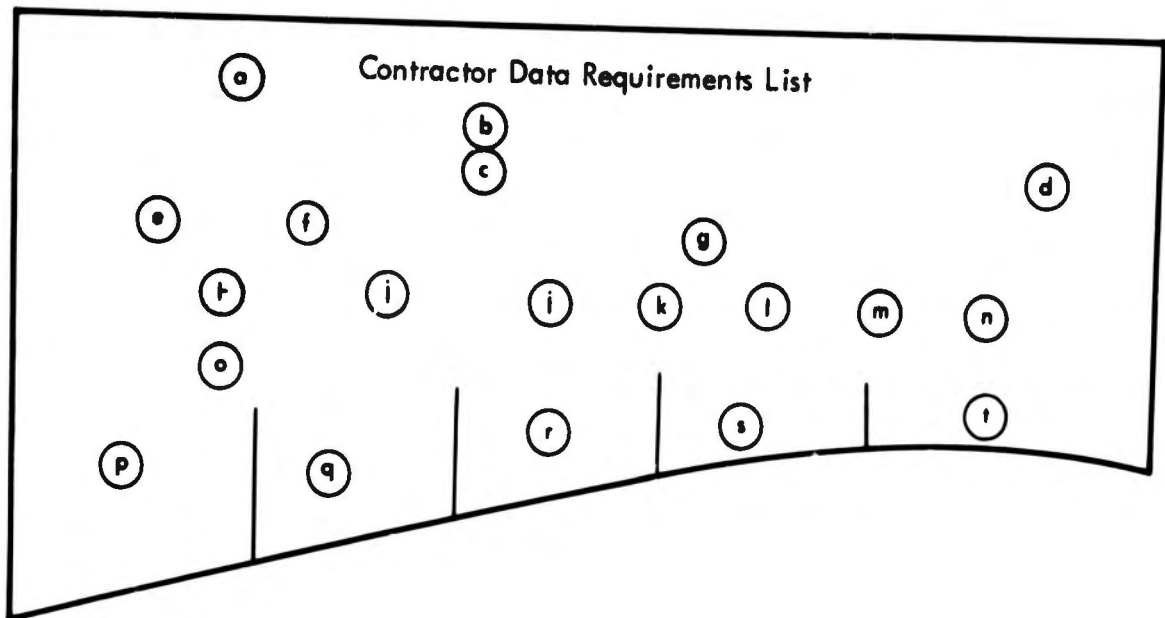 a
Contractor Data Requirements List
b
c
d
e f g
h i j k l m n
o
p q r s t